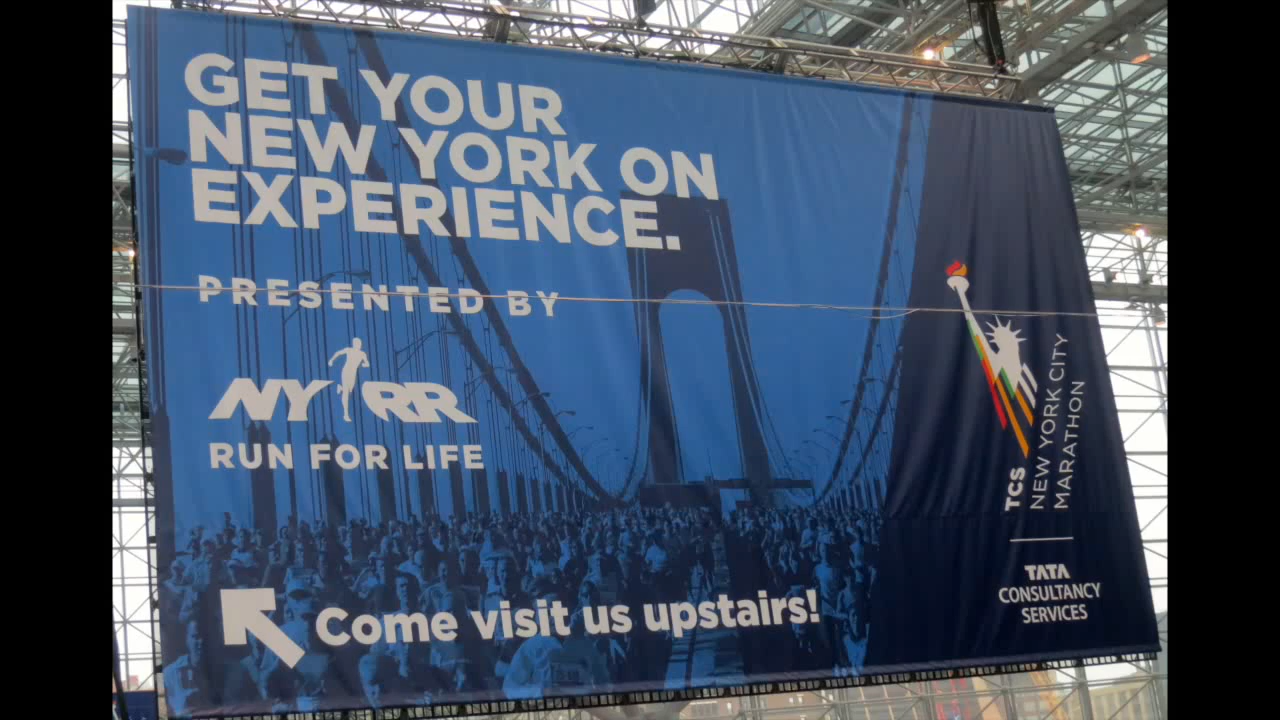 GET YOUR
NEW YORK ON
EXPERIENCE.
PRESENTED BY
NYRR
RUN FOR LIFE
Come visit us upstairs!
TCS
NEW YORK CITY
MARATHON
TATA
CONSULTANCY
SERVICES